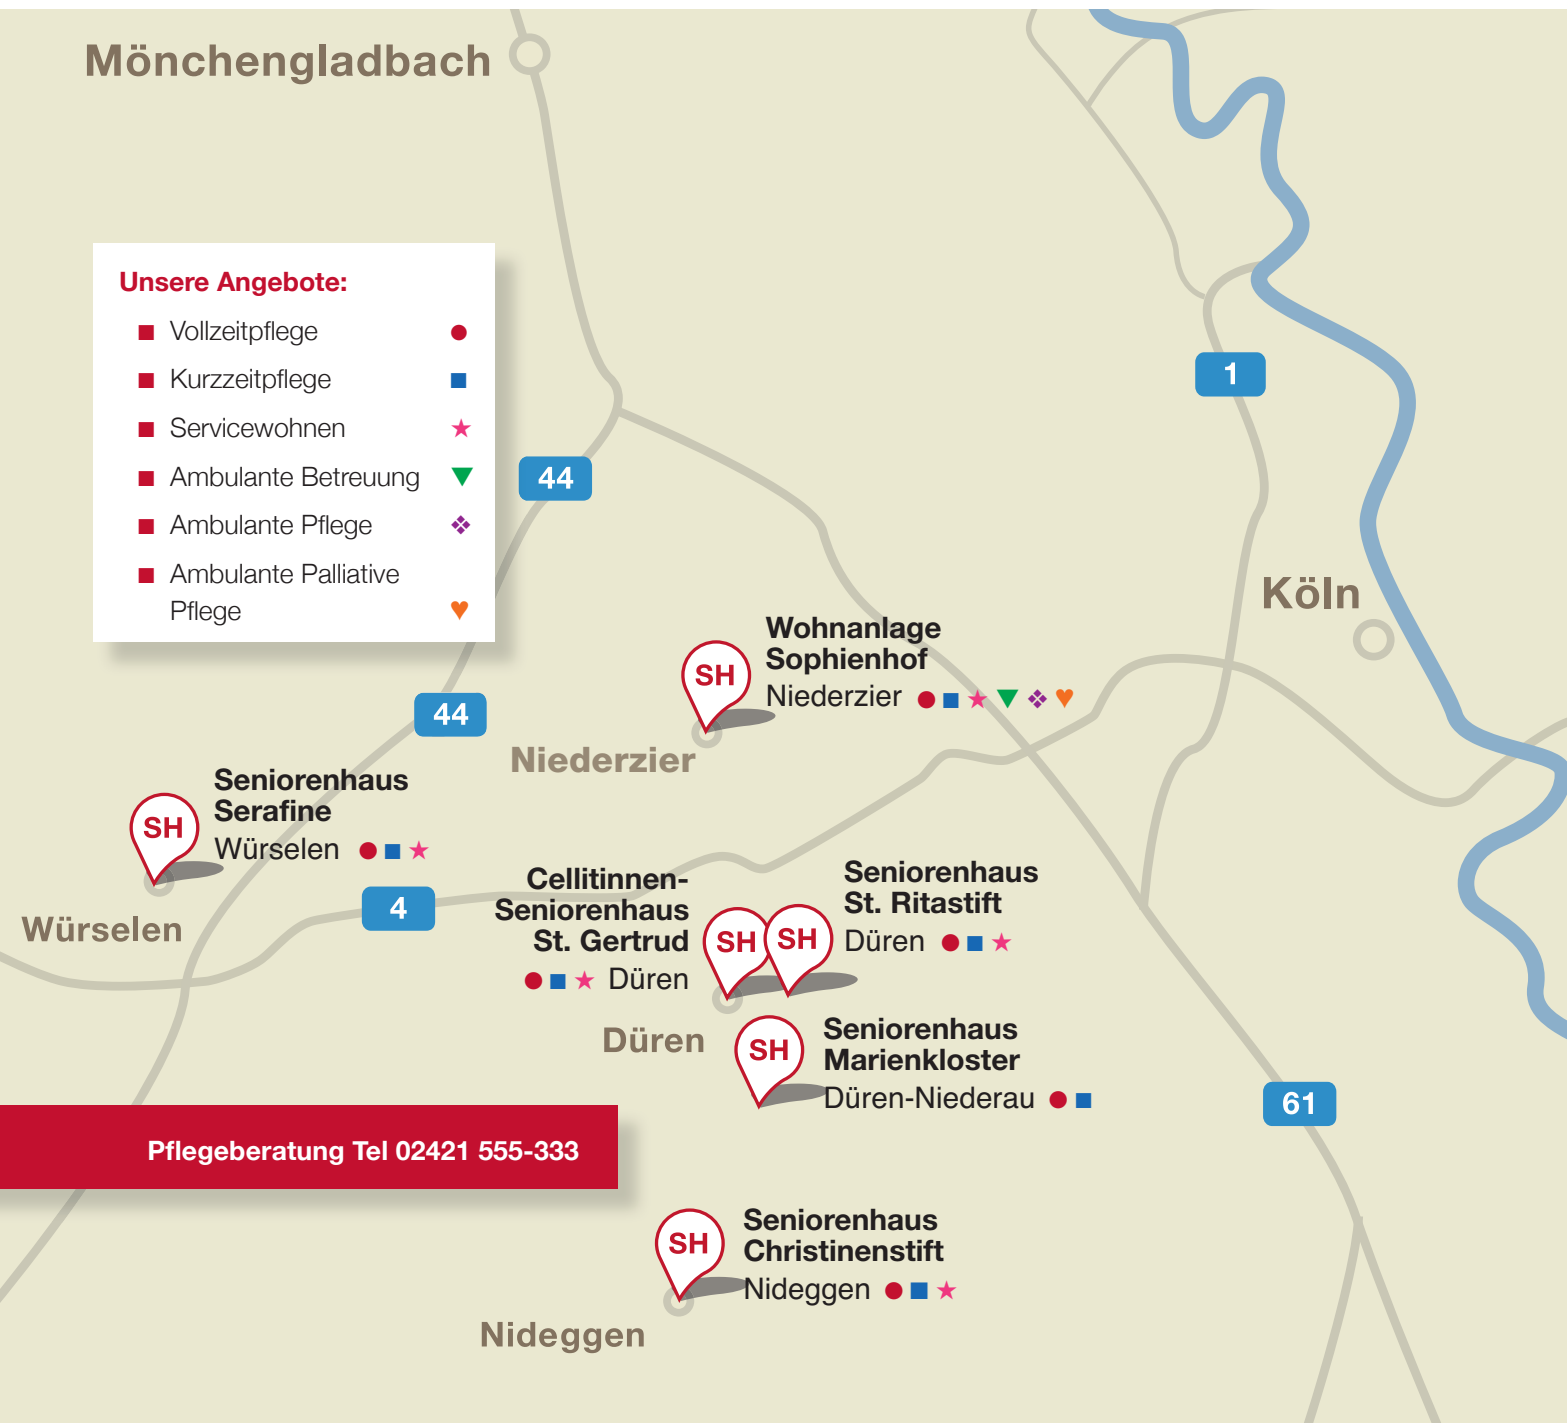 Mönchengladbach
Unsere Angebote:
Vollzeitpflege
Kurzzeitpflege
Servicewohnen
Ambulante Betreuung
Ambulante Pflege
Ambulante Palliative
Pflege
1
44
Köln
Wohnanlage
Sophienhof
Niederzier
SH
Niederzier
44
Seniorenhaus
Serafine
Würselen
SH
Würselen
4
Cellitinnen-
Seniorenhaus
St. Gertrud
Düren
SH
SH
Seniorenhaus
St. Ritastift
Düren
Düren
SH
Seniorenhaus
Marienkloster
Düren-Niederau
61
Pflegeberatung Tel 02421 555-333
SH
Seniorenhaus
Christinenstift
Nideggen
Nideggen